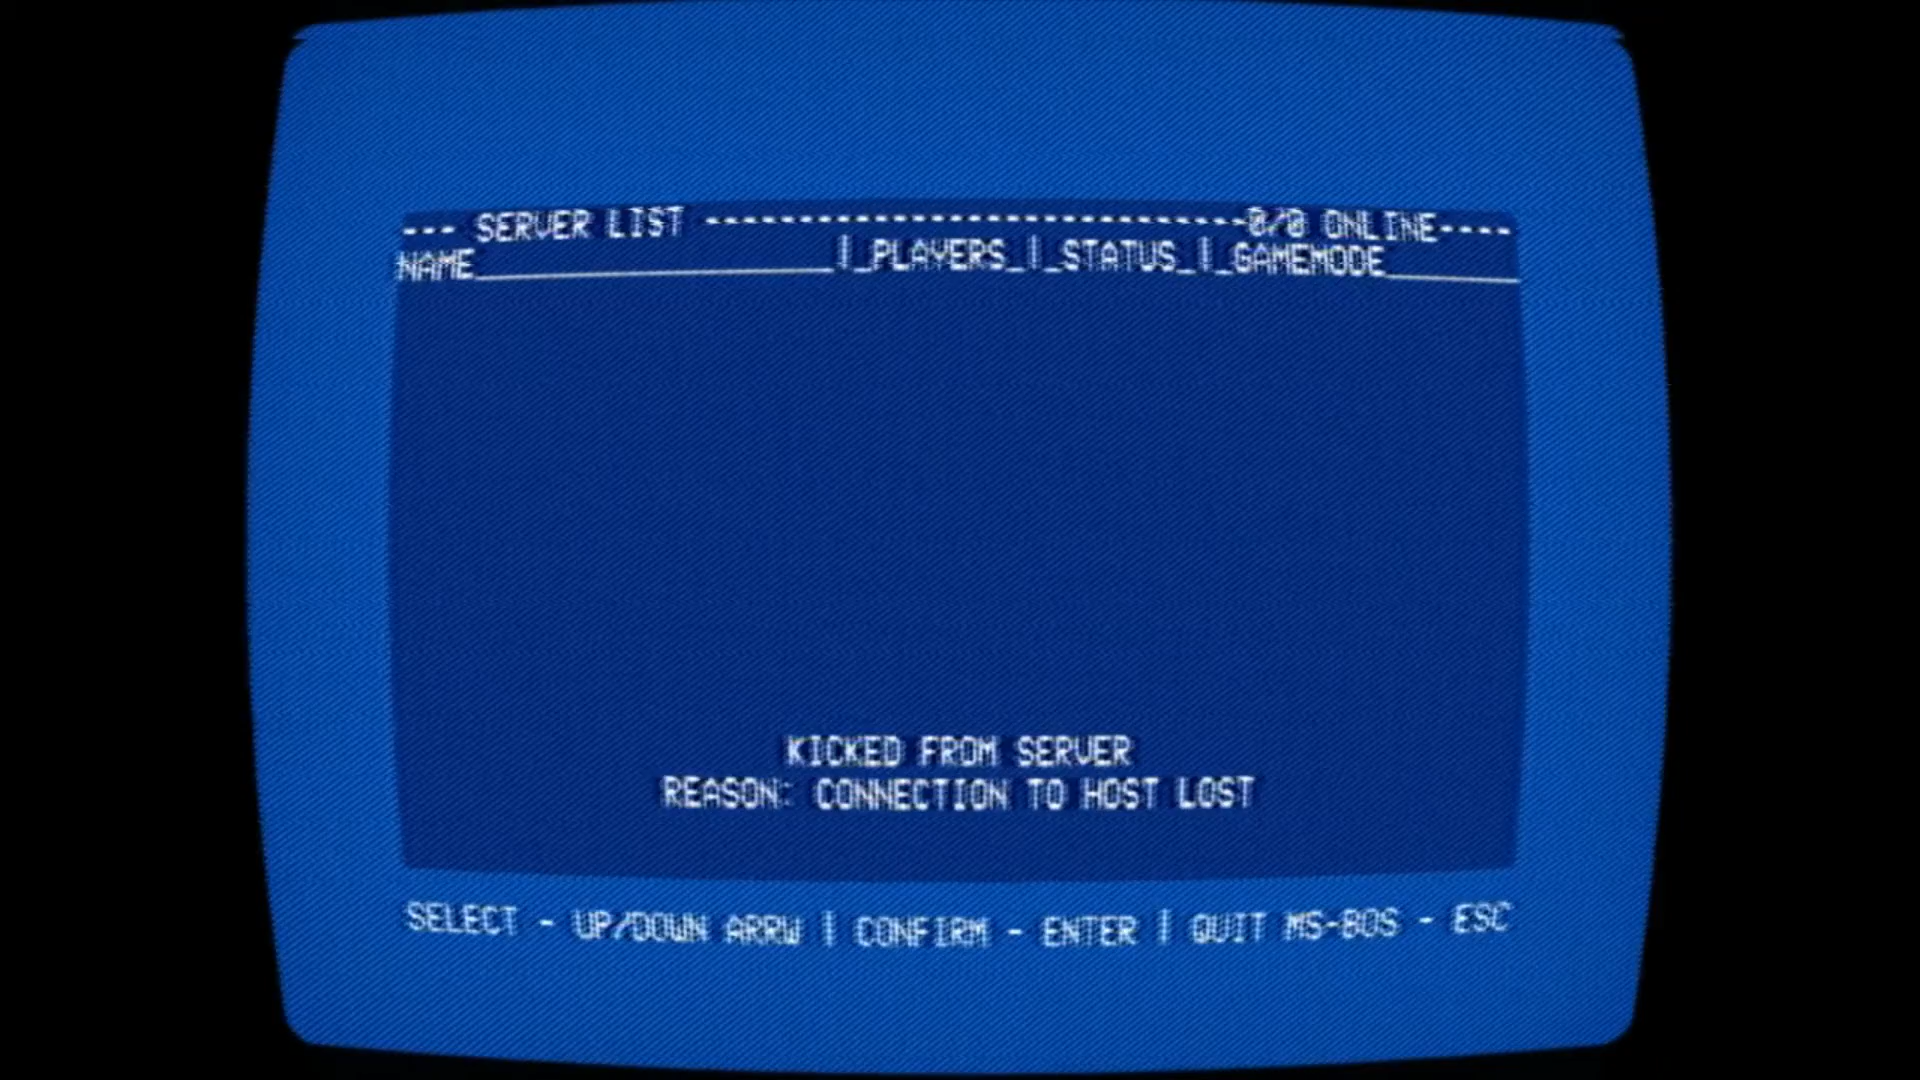 --- SERVER LIST ------------------------------0/0 ONLINE----
NAME___________________|_PLAYERS_|_STATUS_|_GAMEMODE_______
KICKED FROM SERVER
REASON: CONNECTION TO HOST LOST
SELECT - UP/DOWN ARRW | CONFIRM - ENTER | QUIT MS-BOS - ESC